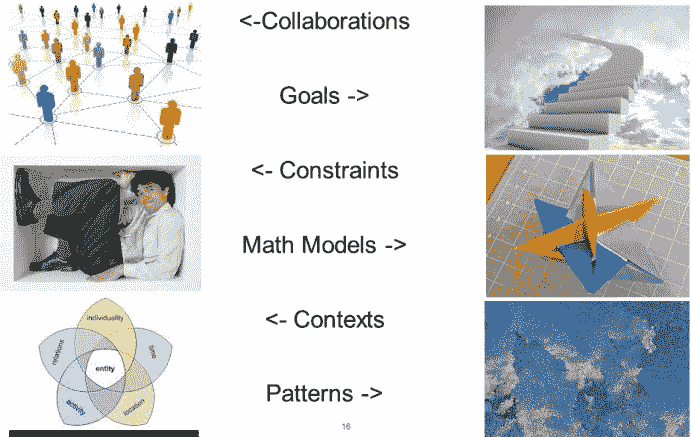 <-Collaborations
Goals ->
<- Constraints
Math Models ->
<- Contexts
Patterns ->
individuality
relations
time
entity
activity
location
16